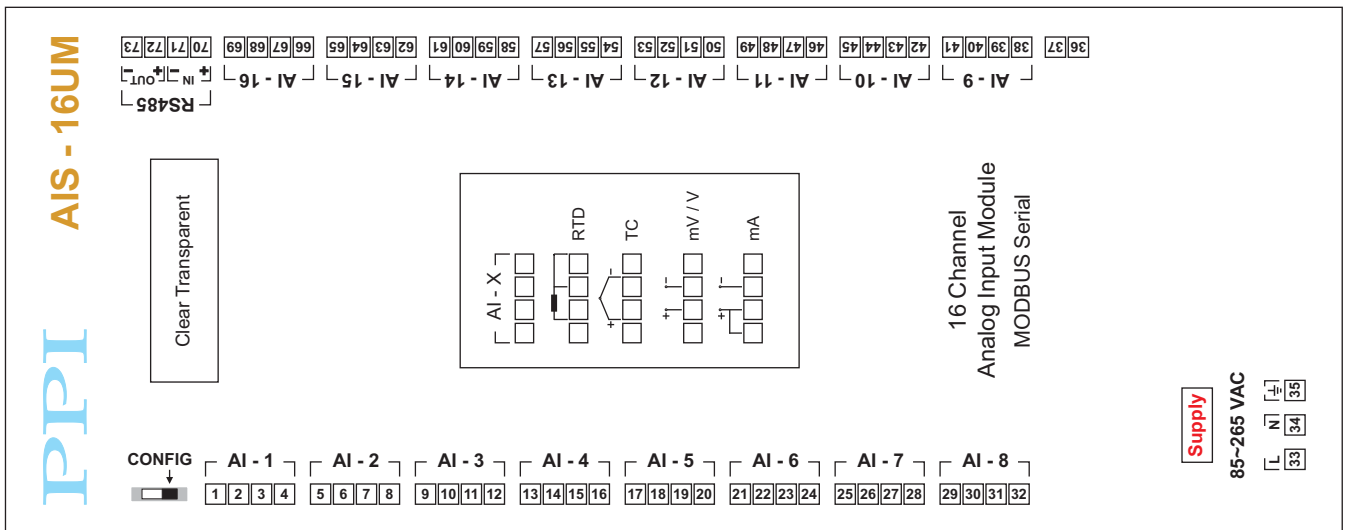 AIS - 16UM
PPI
73 72 71 70 69 68 67 66 65 64 63 62 61 60 59 58 57 56 55 54 53 52 51 50 49 48 47 46 45 44 43 42 41 40 39 38 37 36
- + - +
OUT IN
RS485
AI - 16 AI - 15 AI - 14 AI - 13 AI - 12 AI - 11 AI - 10 AI - 9
Clear Transparent
AI - X
RTD
+ -
TC
+ -
mV / V
+ -
mA
16 Channel
Analog Input Module
MODBUS Serial
Supply
85~265 VAC
L N ⏚
33 34 35
CONFIG
AI - 1 AI - 2 AI - 3 AI - 4 AI - 5 AI - 6 AI - 7 AI - 8
1 2 3 4 5 6 7 8 9 10 11 12 13 14 15 16 17 18 19 20 21 22 23 24 25 26 27 28 29 30 31 32